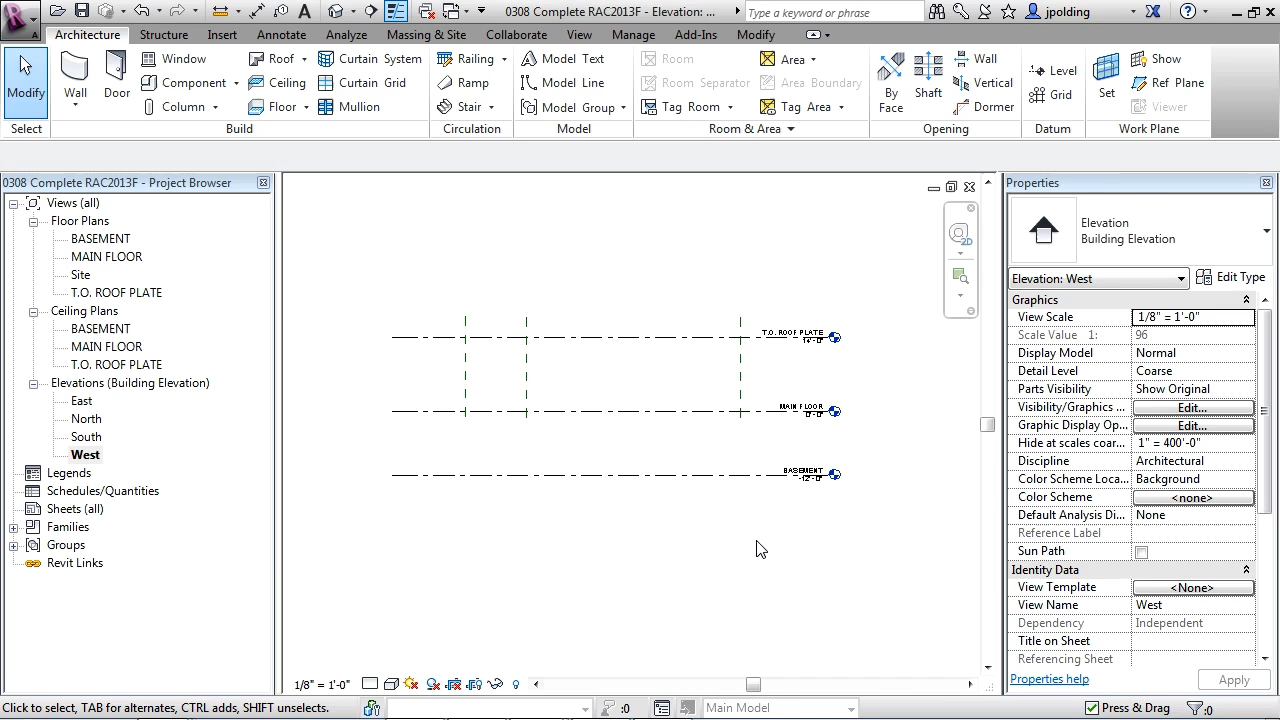 0308 Complete RAC2013F - Elevation: ...
Type a keyword or phrase
jpolding
Architecture Structure Insert Annotate Analyze Massing & Site Collaborate View Manage Add-Ins Modify
Modify
Wall
Door
Window
Component
Column
Roof
Ceiling
Floor
Curtain System
Curtain Grid
Mullion
Railing
Ramp
Stair
Model Text
Model Line
Model Group
Room
Room Separator
Tag Room
Area
Area Boundary
Tag Area
By
Face
Shaft
Wall
Vertical
Dormer
Level
Grid
Set
Show
Ref Plane
Viewer
Select Build Circulation Model Room & Area Opening Datum Work Plane
0308 Complete RAC2013F - Project Browser
Views (all)
Floor Plans
BASEMENT
MAIN FLOOR
Site
T.O. ROOF PLATE
Ceiling Plans
BASEMENT
MAIN FLOOR
T.O. ROOF PLATE
Elevations (Building Elevation)
East
North
South
West
Legends
Schedules/Quantities
Sheets (all)
Families
Groups
Revit Links
2D
T.O. ROOF PLATE
14'-0"
MAIN FLOOR
0'-0"
BASEMENT
-12'-0"
1/8" = 1'-0"
Properties
Elevation
Building Elevation
Elevation: West Edit Type
Graphics
View Scale 1/8" = 1'-0"
Scale Value 1: 96
Display Model Normal
Detail Level Coarse
Parts Visibility Show Original
Visibility/Graphics ... Edit...
Graphic Display Op... Edit...
Hide at scales coar... 1" = 400'-0"
Discipline Architectural
Color Scheme Loca... Background
Color Scheme <none>
Default Analysis Di... None
Reference Label
Sun Path
Identity Data
View Template <None>
View Name West
Dependency Independent
Title on Sheet
Referencing Sheet
Properties help Apply
Click to select, TAB for alternates, CTRL adds, SHIFT unselects. :0 Main Model Press & Drag :0